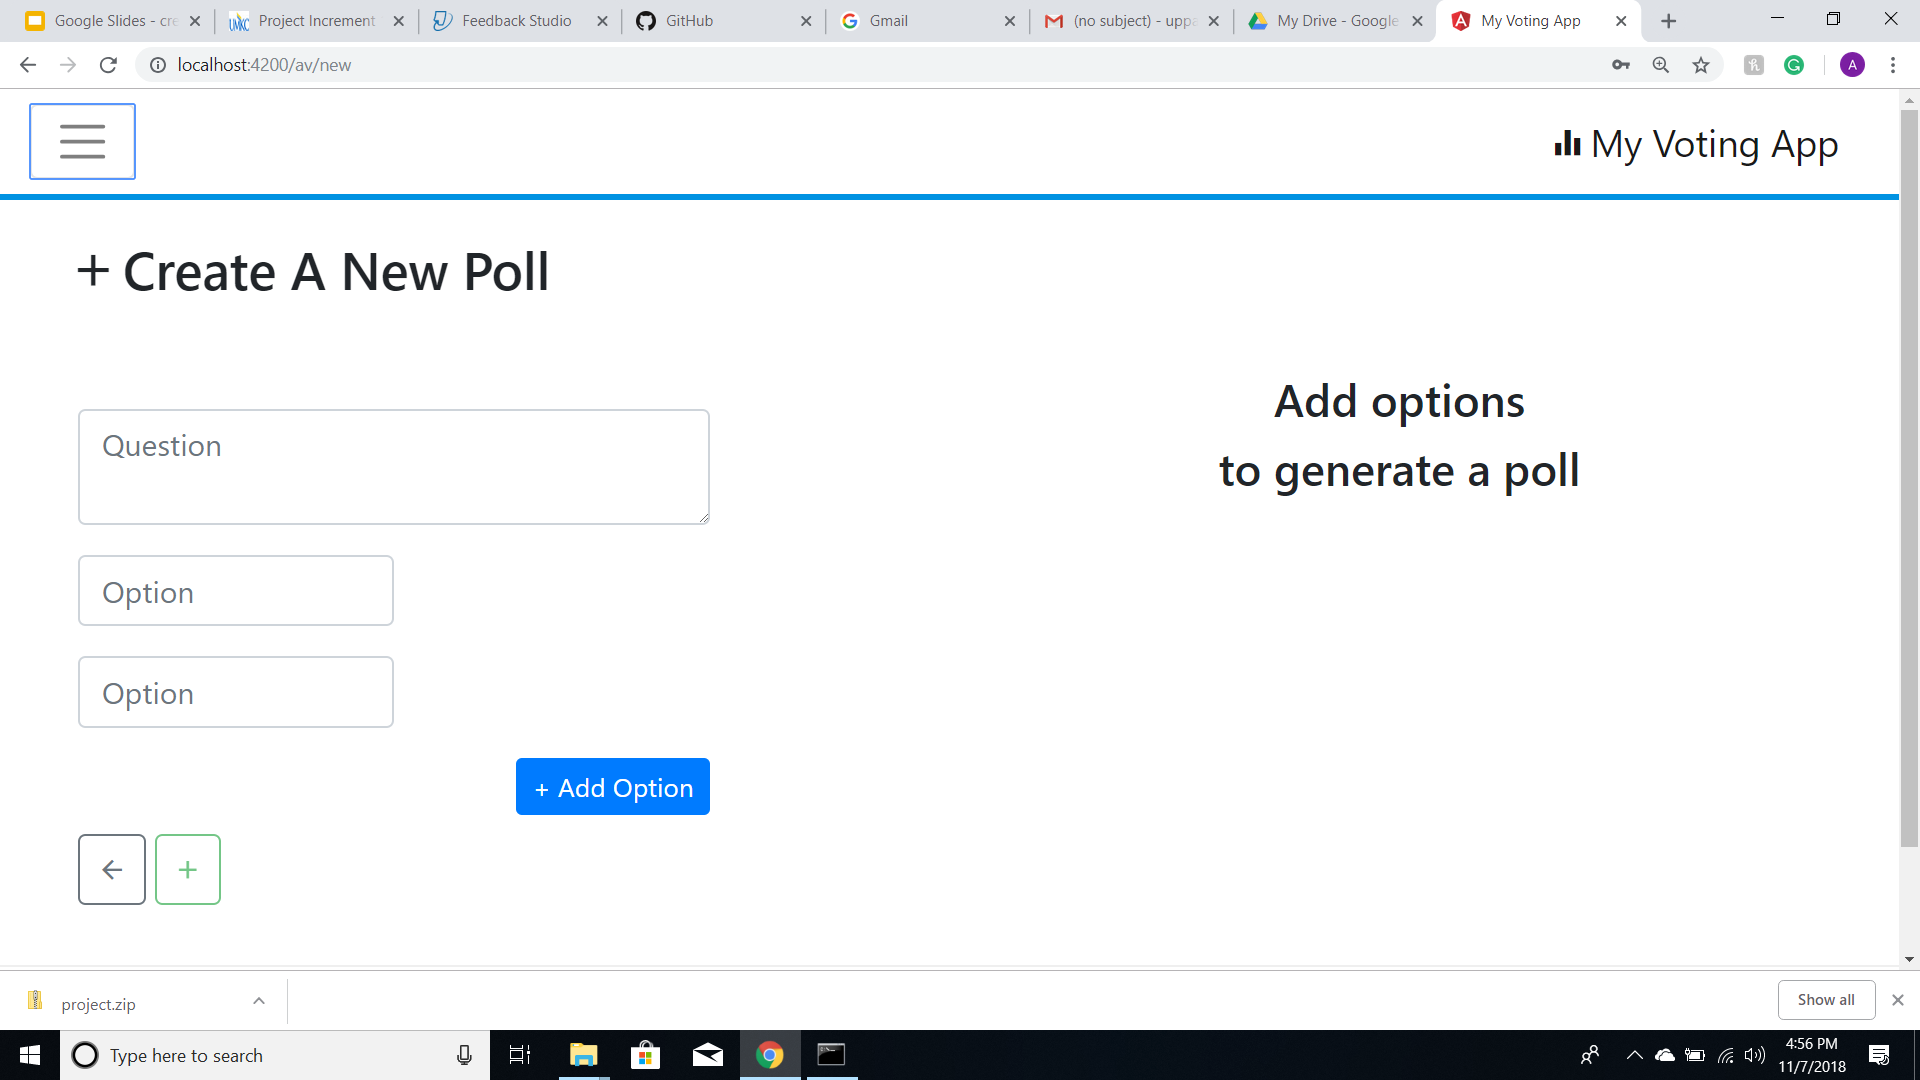 Google Slides - cre
Project Increment
Feedback Studio
GitHub
Gmail
(no subject) - uppa
My Drive - Google
My Voting App
localhost:4200/av/new
A
My Voting App
+ Create A New Poll
Add options
to generate a poll
Question
Option
Option
+ Add Option
+
project.zip
Show all
Type here to search
4:56 PM
11/7/2018